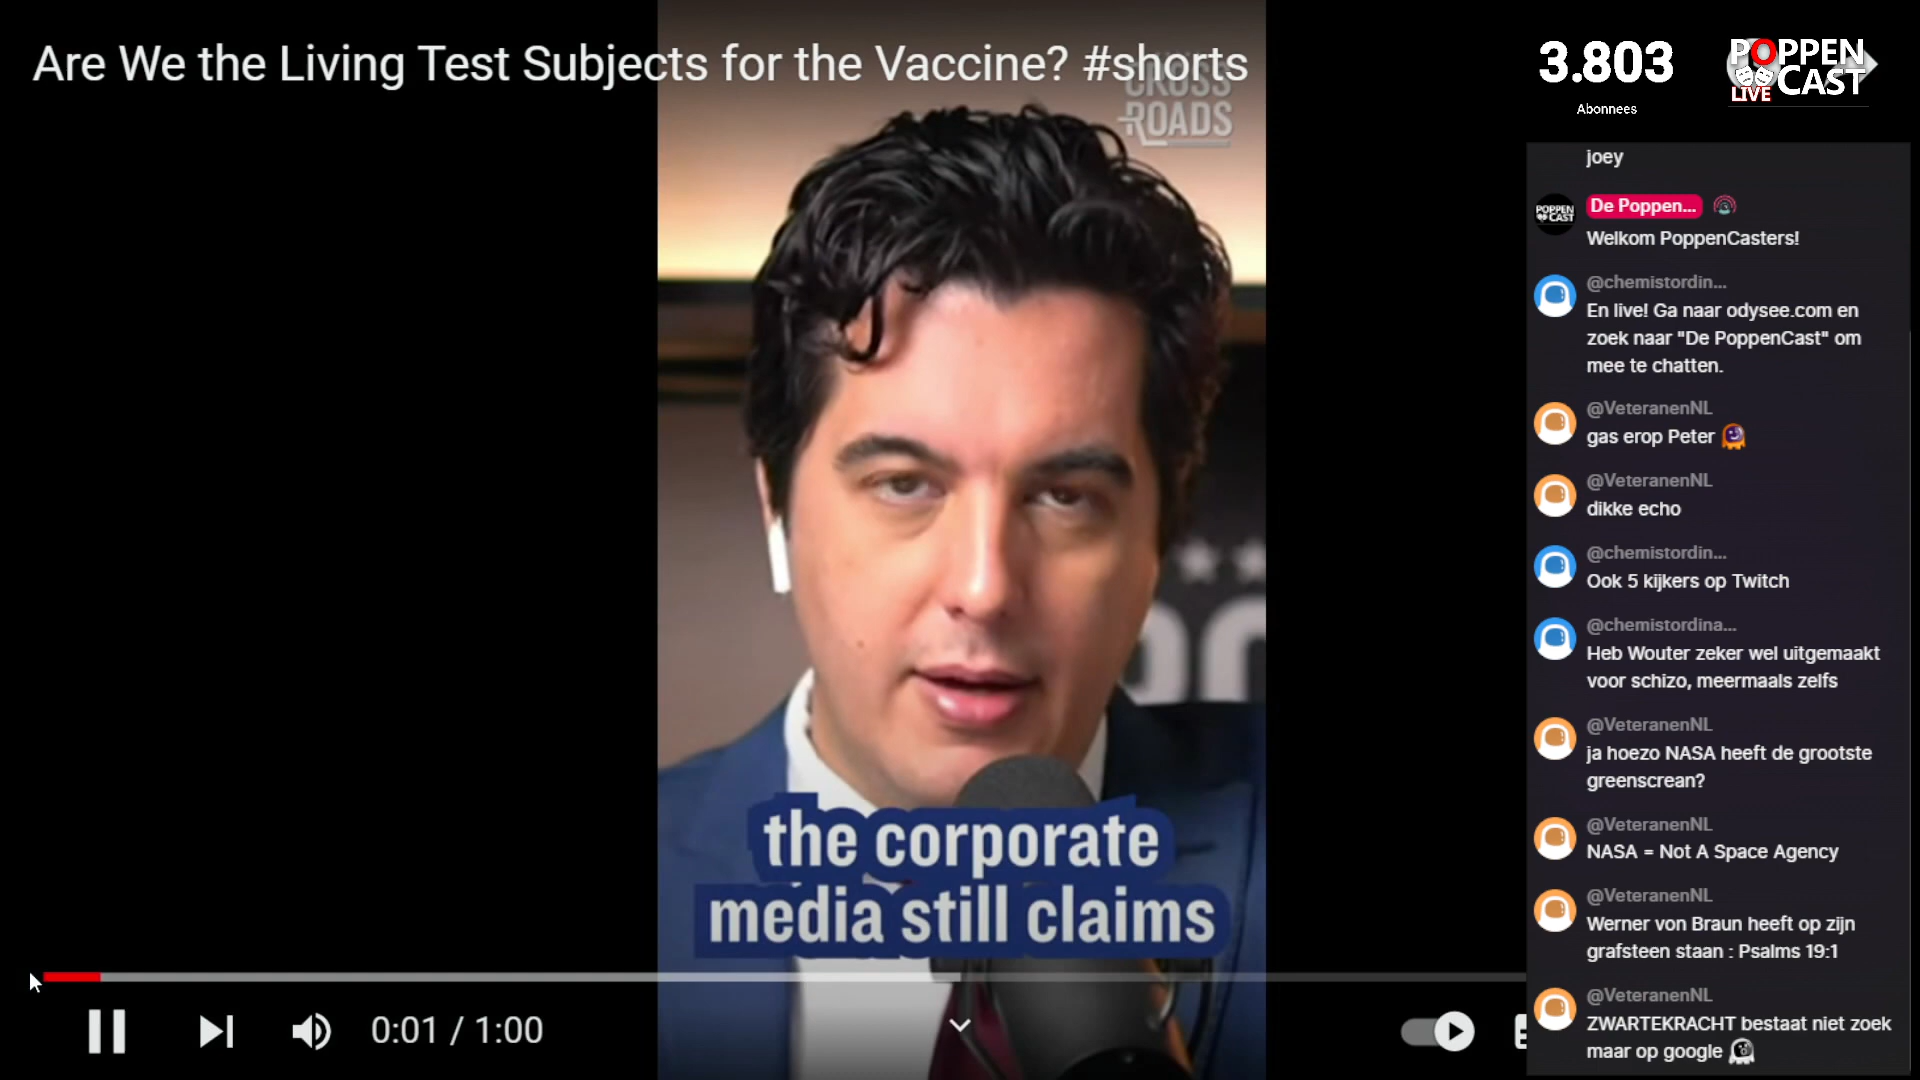 Are We the Living Test Subjects for the Vaccine? #shorts
CROSS
ROADS
the corporate
media still claims
0:01 / 1:00
3.803
Abonnees
POPPEN
CAST
LIVE
joey
POPPEN
CAST
De Poppen...
Welkom PoppenCasters!
@chemistordin...
En live! Ga naar odysee.com en
zoek naar "De PoppenCast" om
mee te chatten.
@VeteranenNL
gas erop Peter
@VeteranenNL
dikke echo
@chemistordin...
Ook 5 kijkers op Twitch
@chemistordina...
Heb Wouter zeker wel uitgemaakt
voor schizo, meermaals zelfs
@VeteranenNL
ja hoezo NASA heeft de grootste
greenscrean?
@VeteranenNL
NASA = Not A Space Agency
@VeteranenNL
Werner von Braun heeft op zijn
grafsteen staan : Psalms 19:1
@VeteranenNL
ZWARTEKRACHT bestaat niet zoek
maar op google